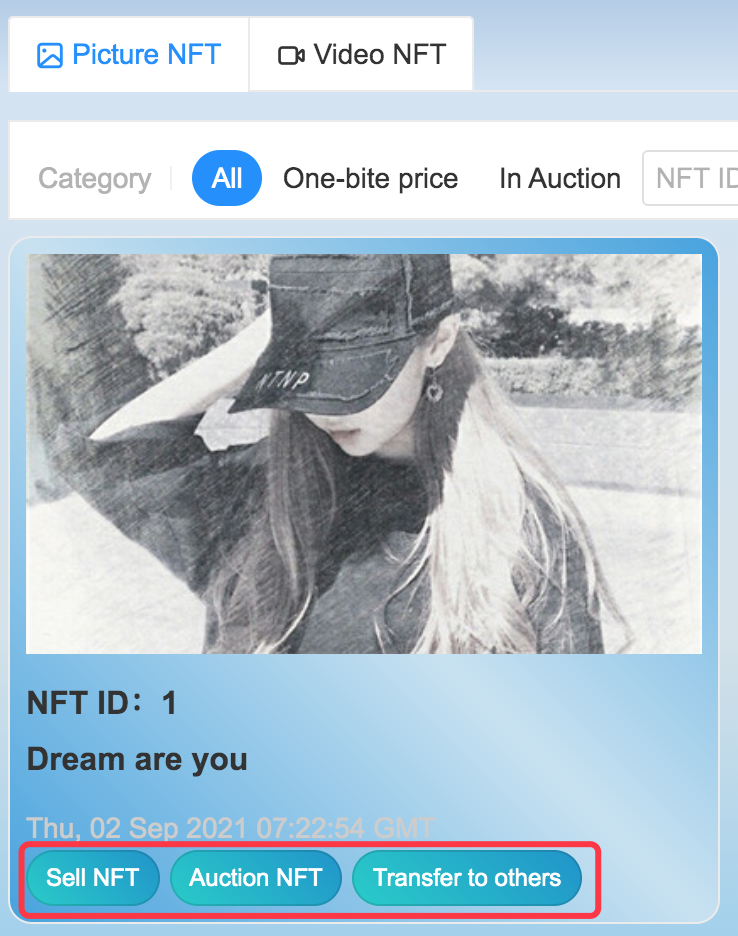 Picture NFT Video NFT
Category All One-bite price In Auction NFT ID
NTNP
NFT ID： 1
Dream are you
Thu, 02 Sep 2021 07:22:54 GMT
Sell NFT Auction NFT Transfer to others